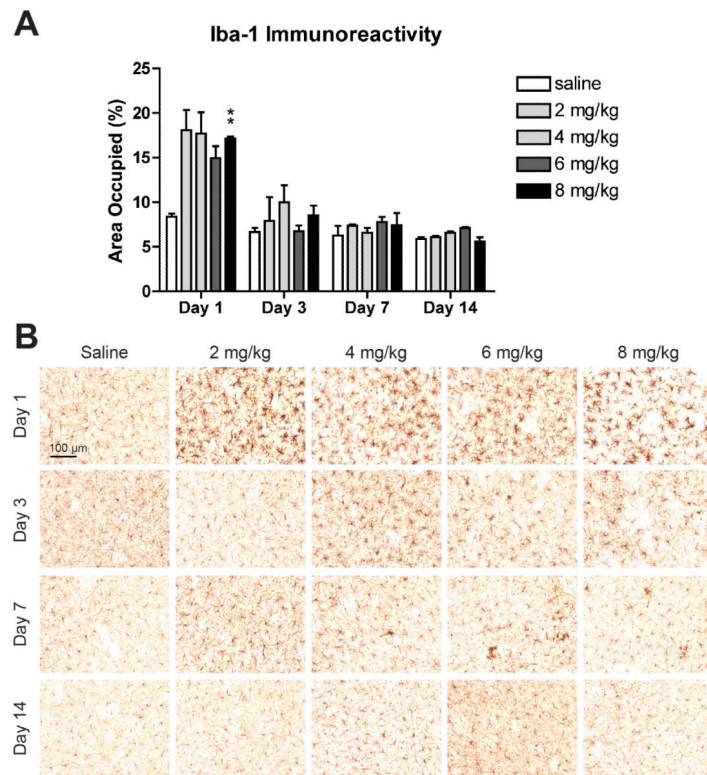 A
Iba-1 Immunoreactivity
Area Occupied (%)
25
20
15
10
5
0
**
Day 1
Day 3
Day 7
Day 14
saline
2 mg/kg
4 mg/kg
6 mg/kg
8 mg/kg
B
Saline
2 mg/kg
4 mg/kg
6 mg/kg
8 mg/kg
Day 1
100 µm
Day 3
Day 7
Day 14